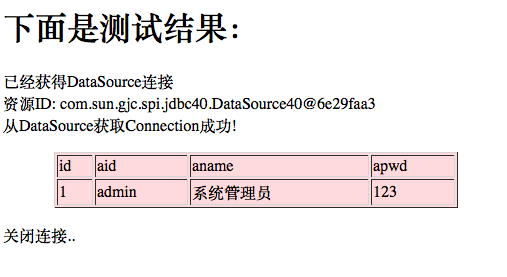 下面是测试结果：
已经获得DataSource连接
资源ID: com.sun.gjc.spi.jdbc40.DataSource40@6e29faa3
从DataSource获取Connection成功!
id aid aname apwd
1 admin 系统管理员 123
关闭连接..